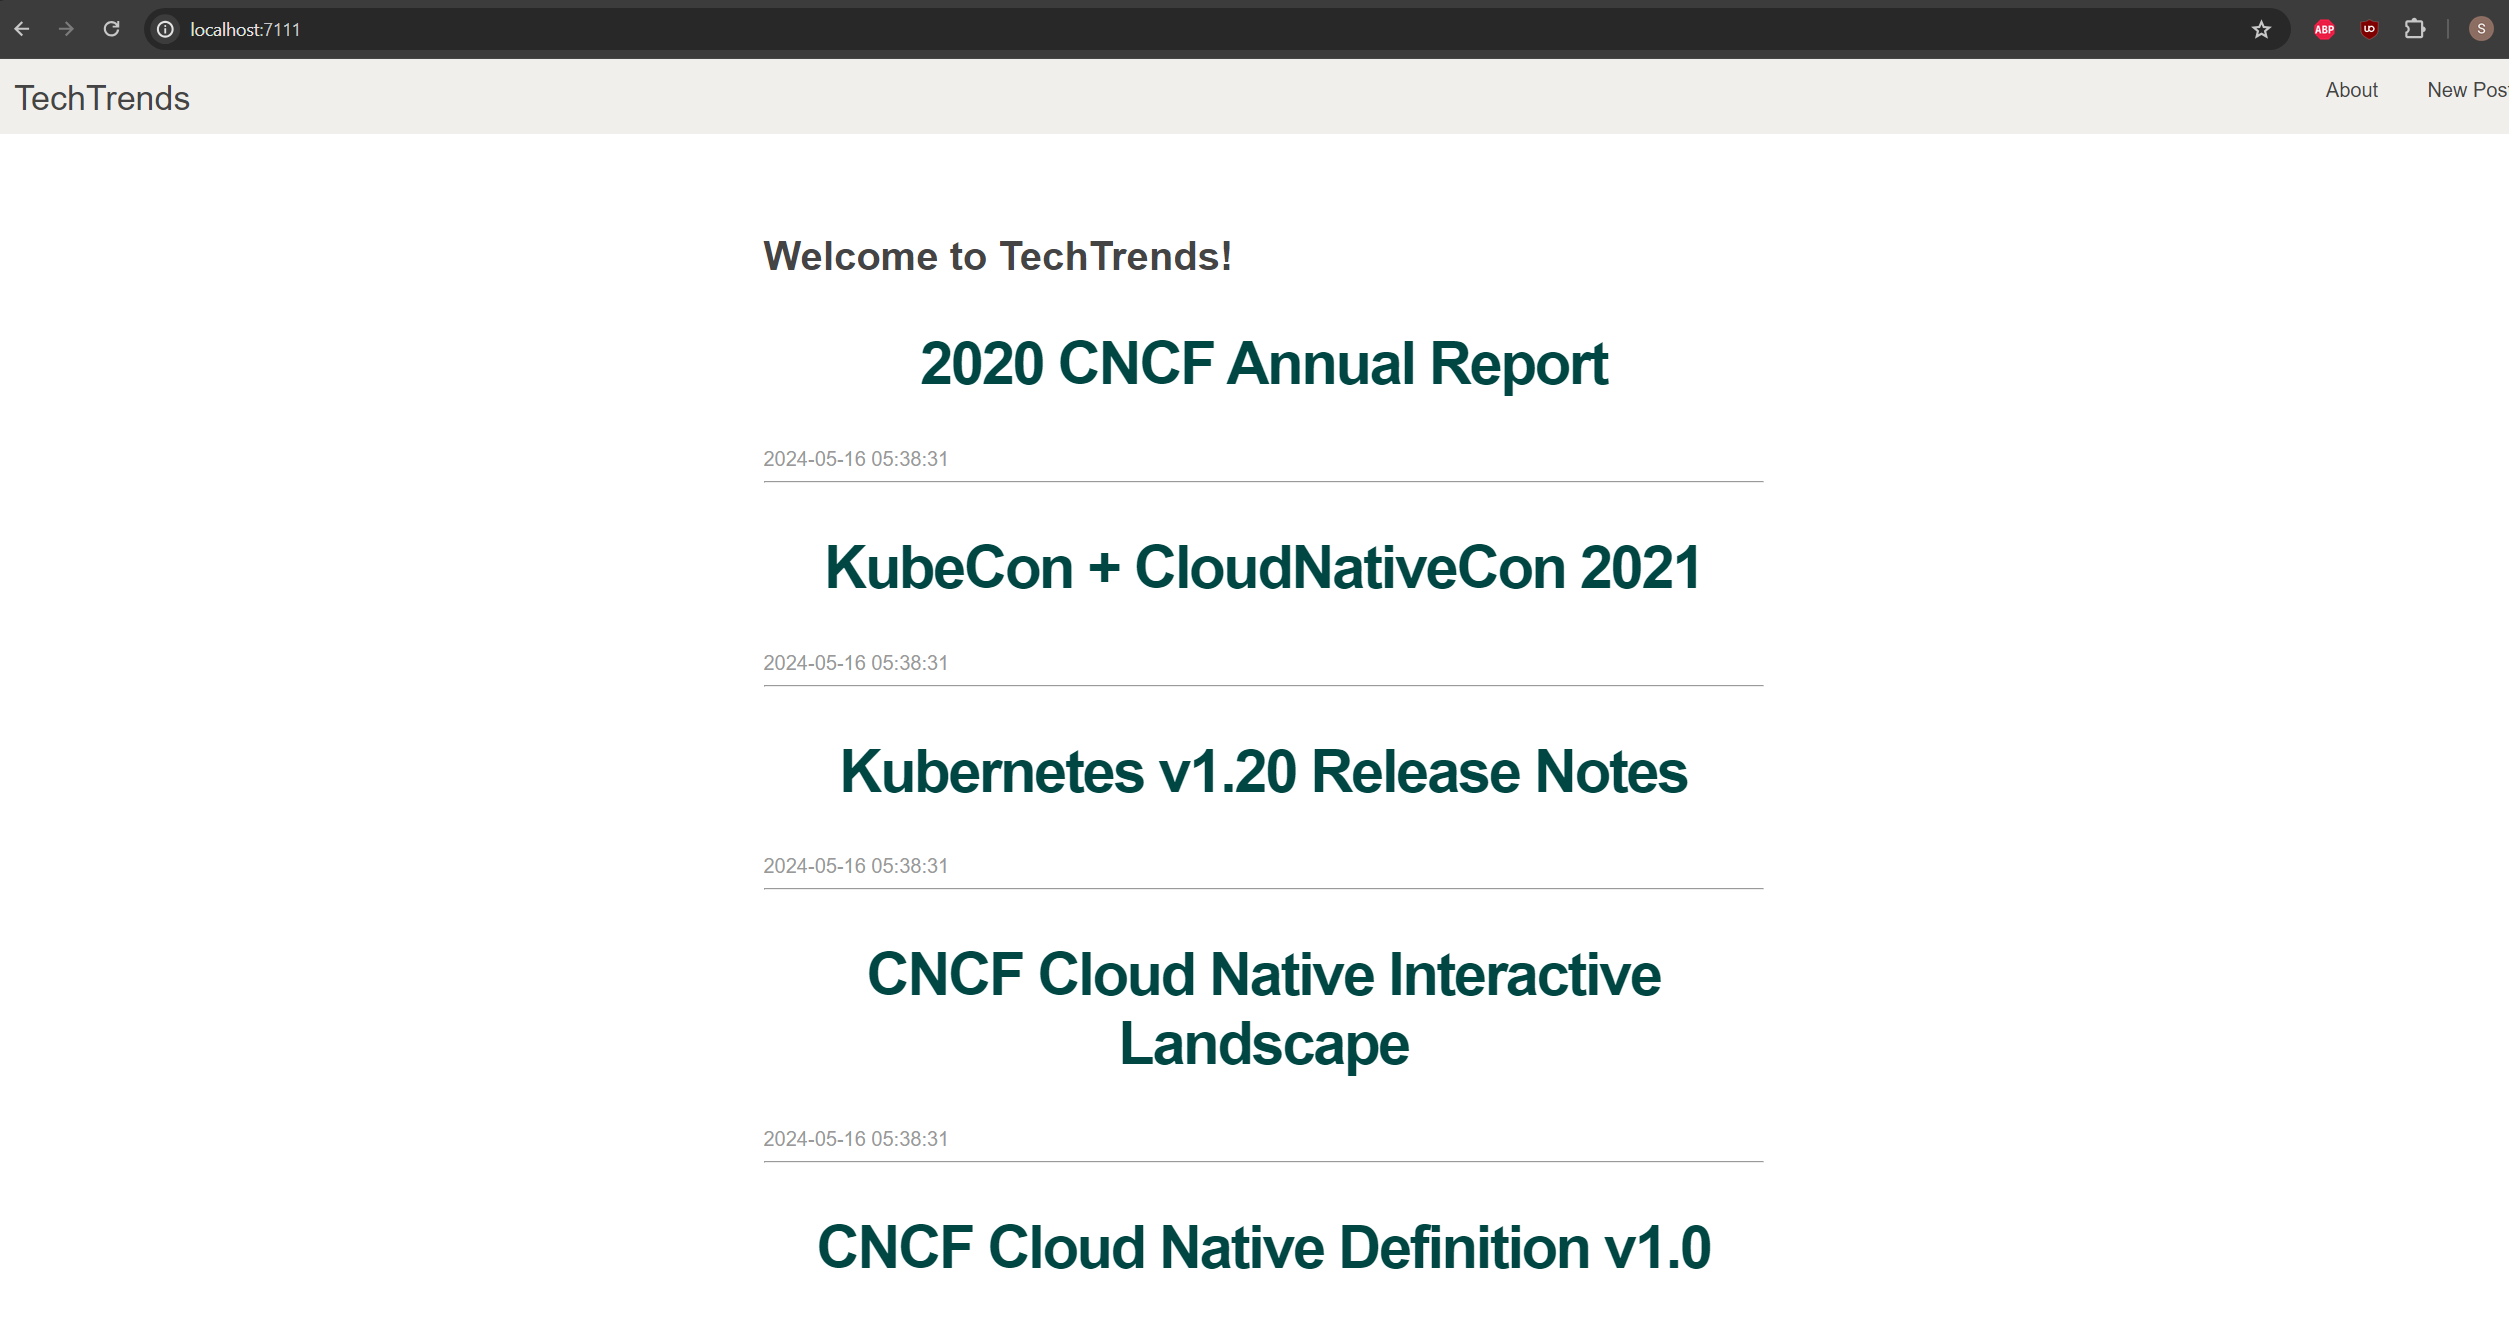 localhost:7111
ABP
S
TechTrends
About
New Pos
Welcome to TechTrends!
2020 CNCF Annual Report
2024-05-16 05:38:31
KubeCon + CloudNativeCon 2021
2024-05-16 05:38:31
Kubernetes v1.20 Release Notes
2024-05-16 05:38:31
CNCF Cloud Native Interactive
Landscape
2024-05-16 05:38:31
CNCF Cloud Native Definition v1.0